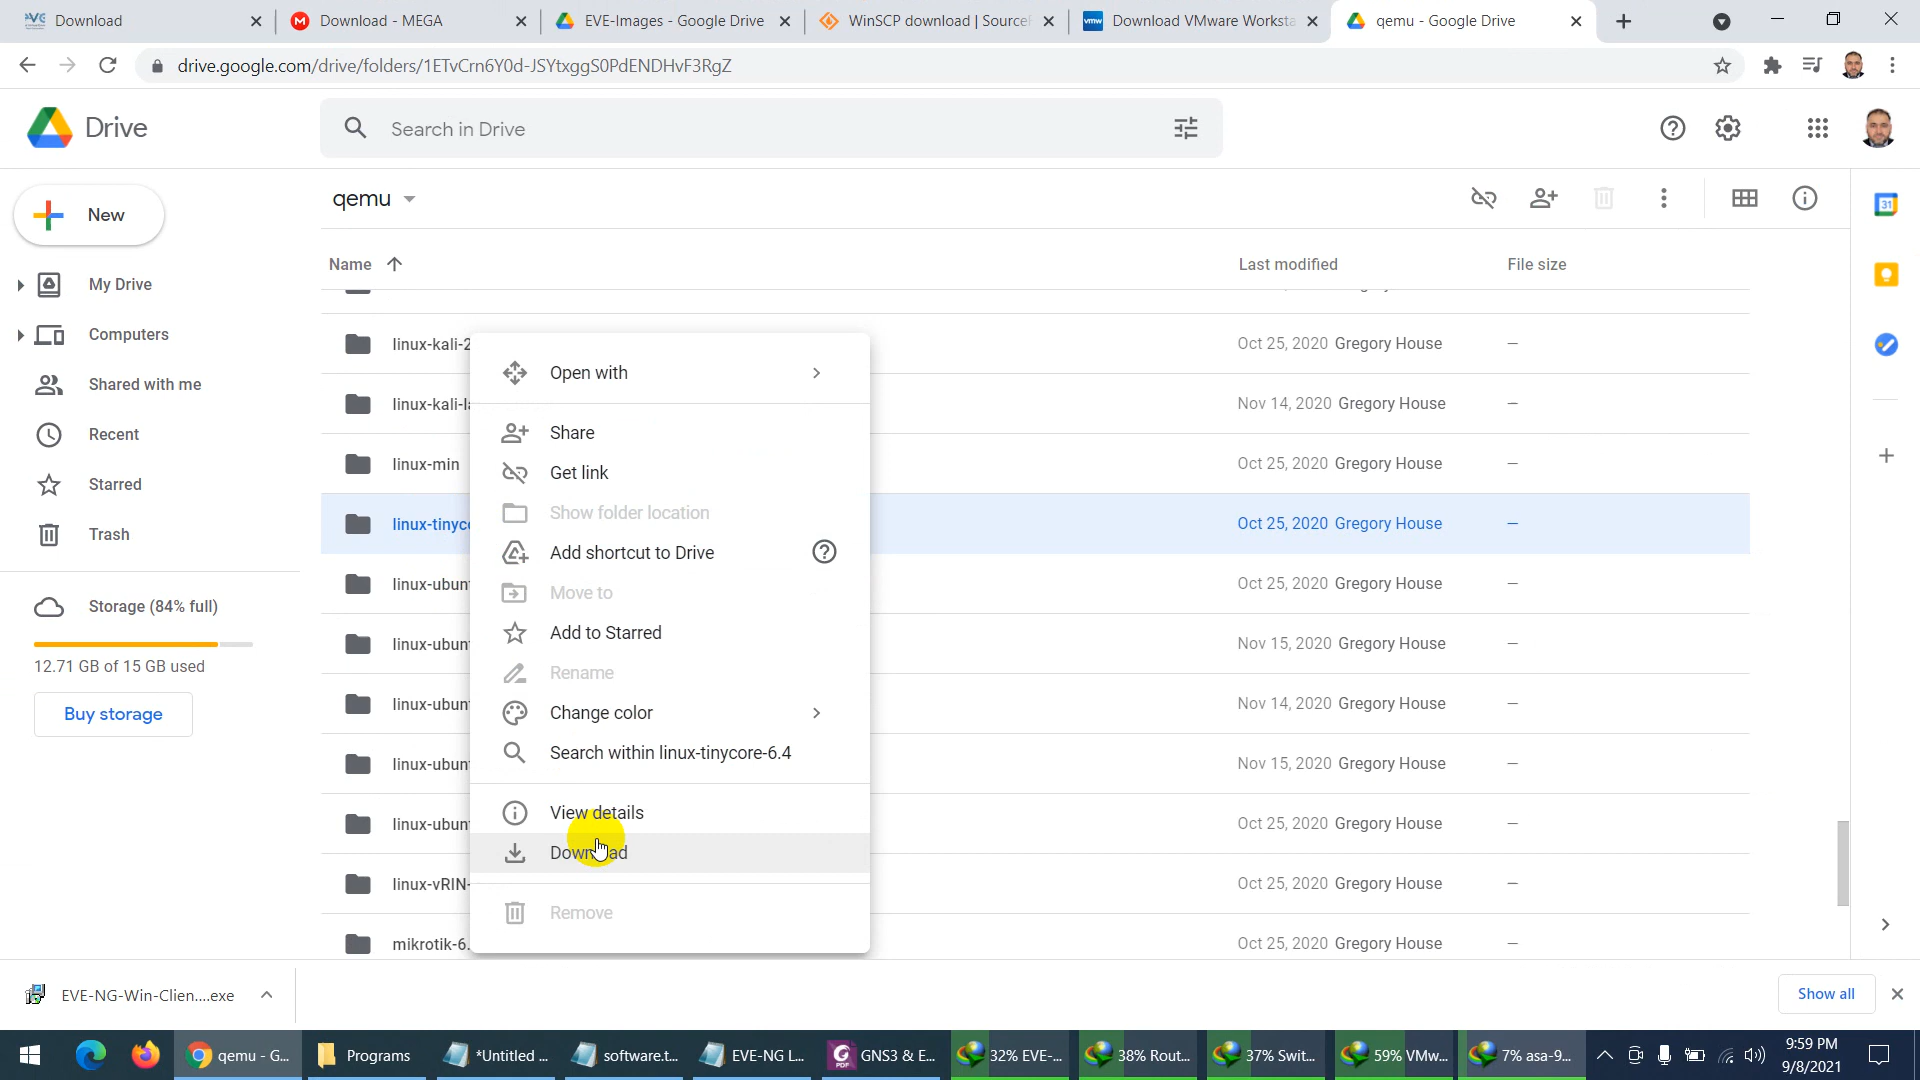 Download
Download - MEGA
EVE-Images - Google Drive
WinSCP download | Source
Download VMware Worksta
qemu - Google Drive
drive.google.com/drive/folders/1ETvCrn6Y0d-JSYtxggS0PdENDHvF3RgZ
Drive
Search in Drive
New
qemu
Name
Last modified
File size
My Drive
Computers
Shared with me
Recent
Starred
Trash
Storage (84% full)
12.71 GB of 15 GB used
Buy storage
linux-kali-2
Oct 25, 2020 Gregory House –
linux-kali-la
Nov 14, 2020 Gregory House –
linux-min
Oct 25, 2020 Gregory House –
linux-tinyco
Oct 25, 2020 Gregory House –
linux-ubunt
Oct 25, 2020 Gregory House –
linux-ubunt
Nov 15, 2020 Gregory House –
linux-ubunt
Nov 14, 2020 Gregory House –
linux-ubunt
Nov 15, 2020 Gregory House –
linux-ubunt
Oct 25, 2020 Gregory House –
linux-vRIN-
Oct 25, 2020 Gregory House –
mikrotik-6.
Oct 25, 2020 Gregory House –
Open with
Share
Get link
Show folder location
Add shortcut to Drive
Move to
Add to Starred
Rename
Change color
Search within linux-tinycore-6.4
View details
Download
Remove
31
EVE-NG-Win-Clien....exe
Show all
qemu - G...
Programs
*Untitled ...
software.t...
EVE-NG L...
GNS3 & E...
32% EVE-...
38% Rout...
37% Swit...
59% VMw...
7% asa-9...
9:59 PM
9/8/2021